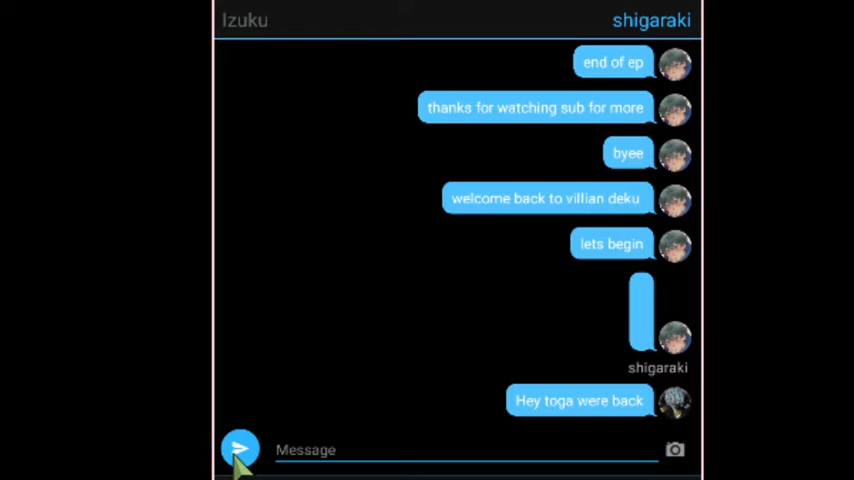 Izuku
shigaraki
end of ep
thanks for watching sub for more
byee
welcome back to villian deku
lets begin
shigaraki
Hey toga were back
Message